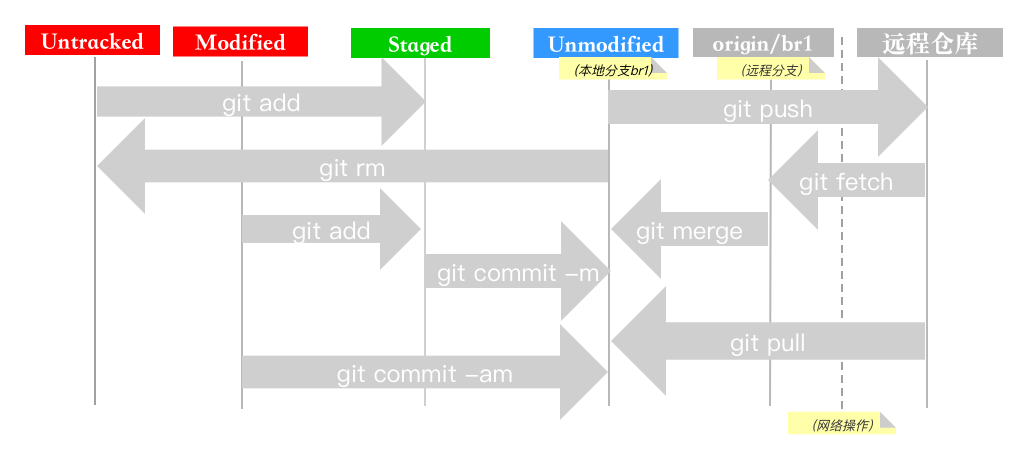 Untracked
Modified
Staged
Unmodified
origin/br1
远程仓库
(本地分支br1)
(远程分支)
git add
git push
git rm
git fetch
git add
git merge
git commit -m
git pull
git commit -am
(网络操作)